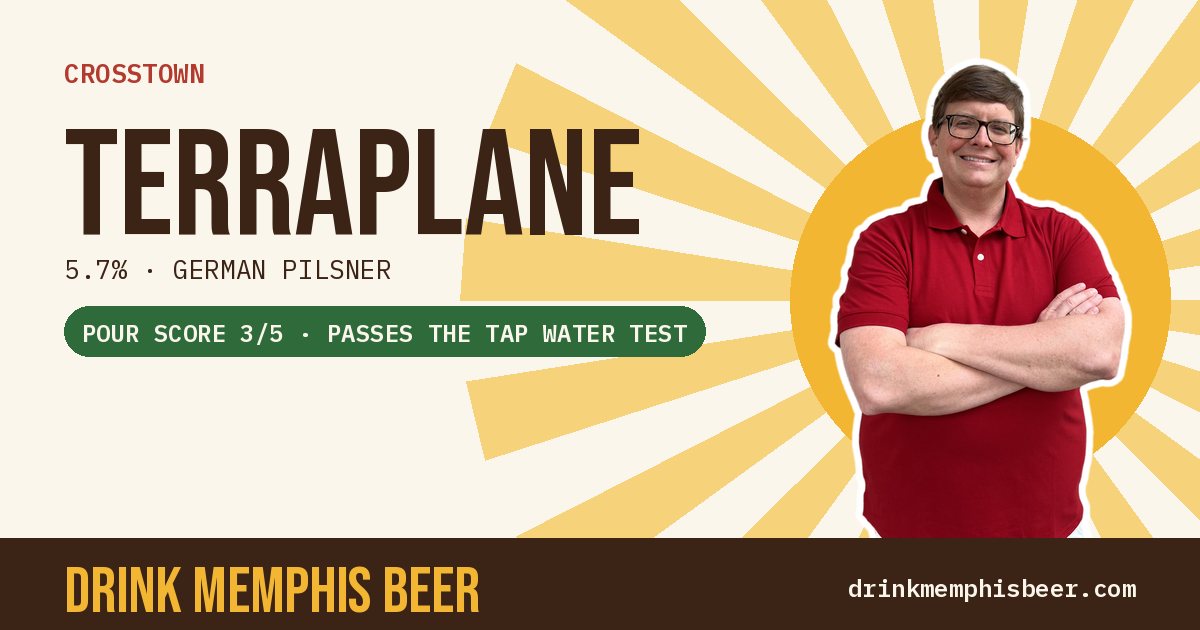 CROSSTOWN
TERRAPLANE
5.7% · GERMAN PILSNER
POUR SCORE 3/5 · PASSES THE TAP WATER TEST
DRINK MEMPHIS BEER
drinkmemphisbeer.com